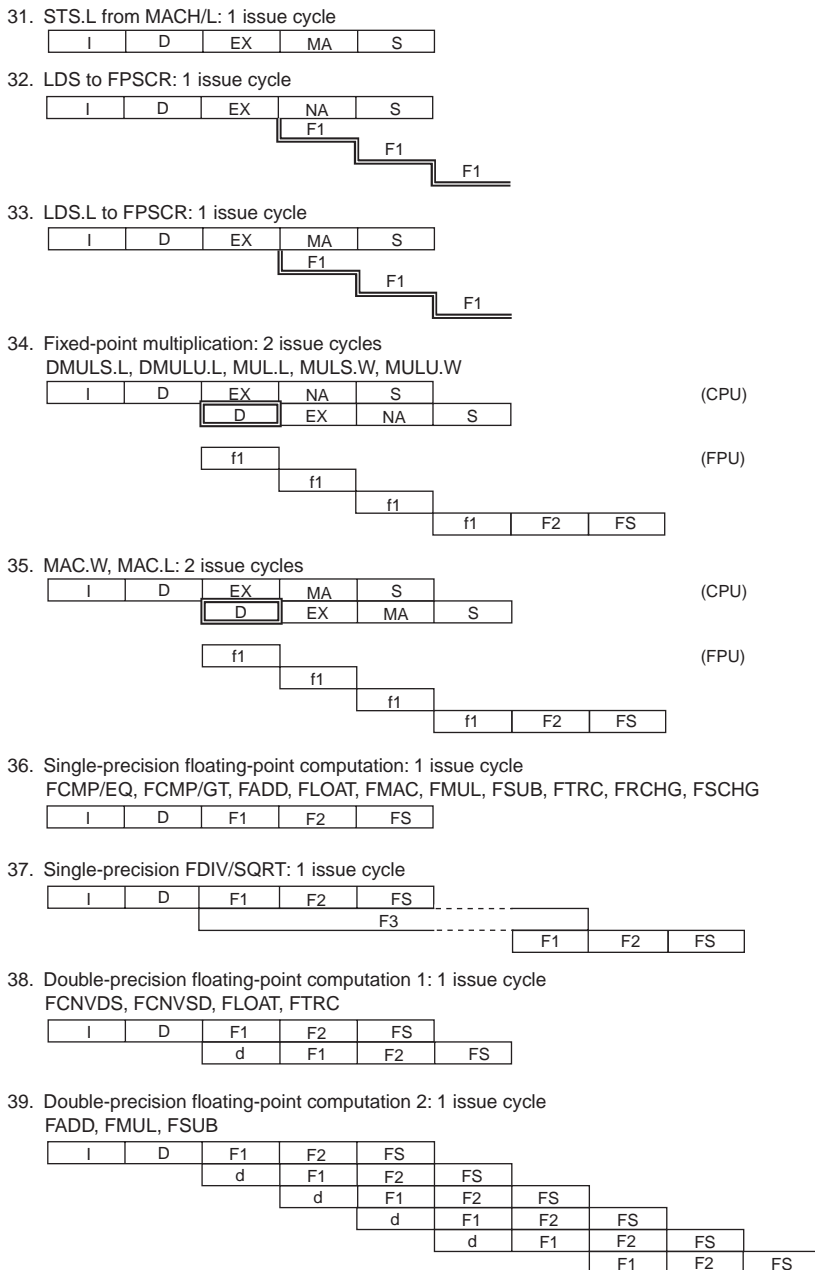 31. STS.L from MACH/L: 1 issue cycle
I D EX MA S
32. LDS to FPSCR: 1 issue cycle
I D EX NA S
F1
F1
F1
33. LDS.L to FPSCR: 1 issue cycle
I D EX MA S
F1
F1
F1
34. Fixed-point multiplication: 2 issue cycles
DMULS.L, DMULU.L, MUL.L, MULS.W, MULU.W
I D EX NA S (CPU)
D EX NA S
f1 (FPU)
f1
f1
f1 F2 FS
35. MAC.W, MAC.L: 2 issue cycles
I D EX MA S (CPU)
D EX MA S
f1 (FPU)
f1
f1
f1 F2 FS
36. Single-precision floating-point computation: 1 issue cycle
FCMP/EQ, FCMP/GT, FADD, FLOAT, FMAC, FMUL, FSUB, FTRC, FRCHG, FSCHG
I D F1 F2 FS
37. Single-precision FDIV/SQRT: 1 issue cycle
I D F1 F2 FS
F3
F1 F2 FS
38. Double-precision floating-point computation 1: 1 issue cycle
FCNVDS, FCNVSD, FLOAT, FTRC
I D F1 F2 FS
d F1 F2 FS
39. Double-precision floating-point computation 2: 1 issue cycle
FADD, FMUL, FSUB
I D F1 F2 FS
d F1 F2 FS
d F1 F2 FS
d F1 F2 FS
d F1 F2 FS
F1 F2 FS